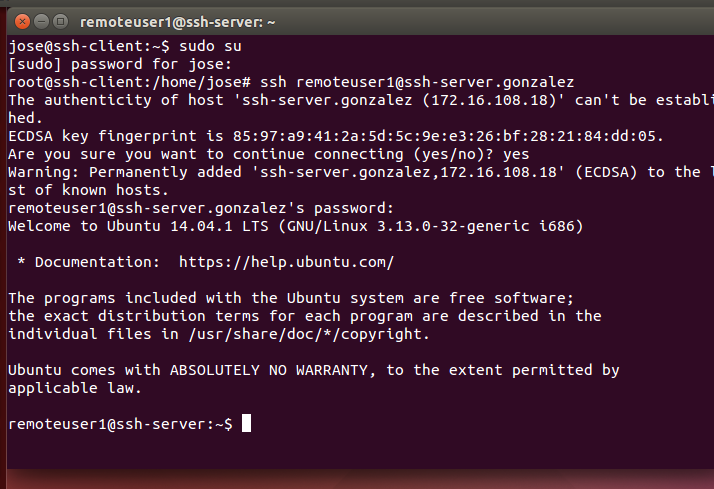 remoteuser1@ssh-server: ~
jose@ssh-client:~$ sudo su
[sudo] password for jose:
root@ssh-client:/home/jose# ssh remoteuser1@ssh-server.gonzalez
The authenticity of host 'ssh-server.gonzalez (172.16.108.18)' can't be establi
hed.
ECDSA key fingerprint is 85:97:a9:41:2a:5d:5c:9e:e3:26:bf:28:21:84:dd:05.
Are you sure you want to continue connecting (yes/no)? yes
Warning: Permanently added 'ssh-server.gonzalez,172.16.108.18' (ECDSA) to the l
st of known hosts.
remoteuser1@ssh-server.gonzalez's password:
Welcome to Ubuntu 14.04.1 LTS (GNU/Linux 3.13.0-32-generic i686)
* Documentation:  https://help.ubuntu.com/
The programs included with the Ubuntu system are free software;
the exact distribution terms for each program are described in the
individual files in /usr/share/doc/*/copyright.
Ubuntu comes with ABSOLUTELY NO WARRANTY, to the extent permitted by
applicable law.
remoteuser1@ssh-server:~$